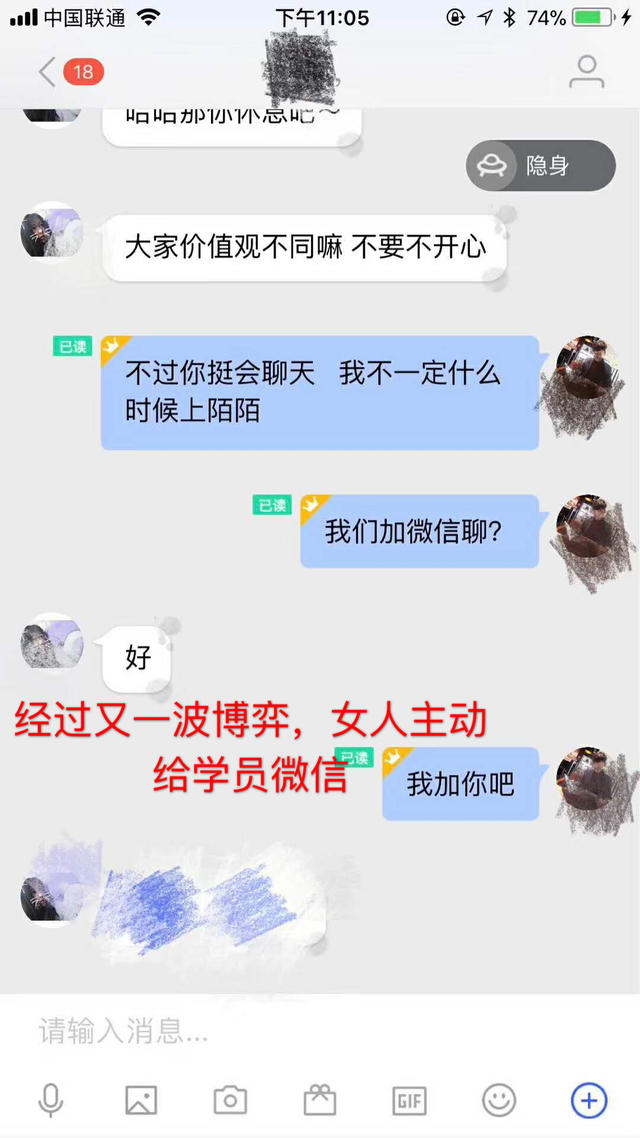 中国联通
下午11:05
74%
18
哈哈那你休息吧~
隐身
大家价值观不同嘛 不要不开心
已读
不过你挺会聊天 我不一定什么
时候上陌陌
已读
我们加微信聊?
好
经过又一波博弈，女人主动
给学员微信
已读
我加你吧
请输入消息...
GIF